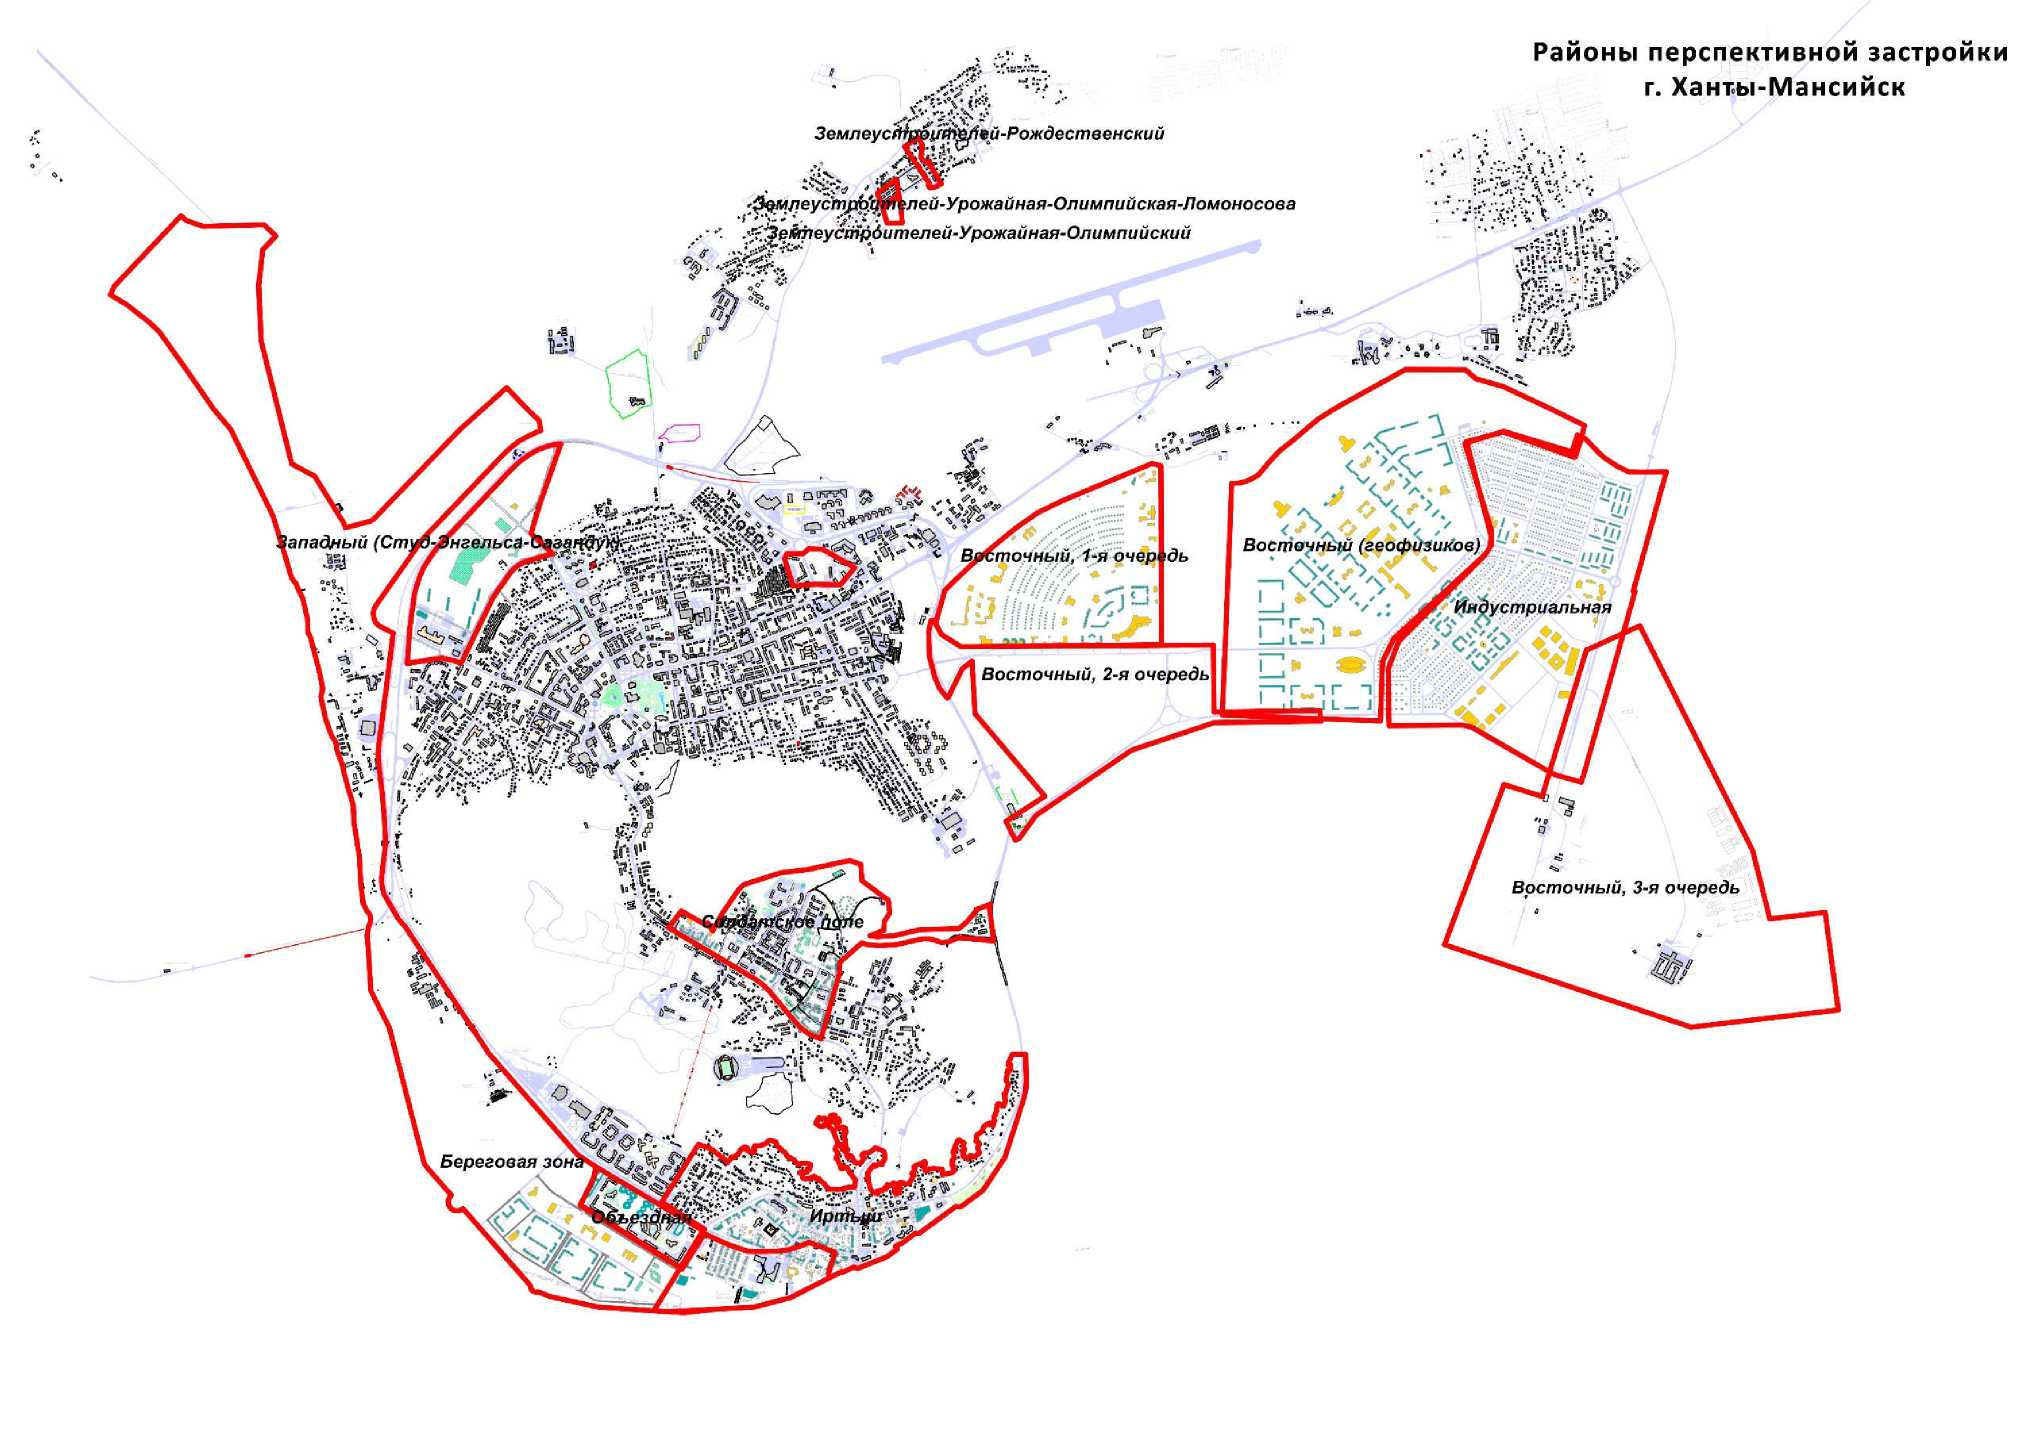 Районы перспективной застройки
г. Ханты-Мансийск
Землеустроителей-Рождественский
Землеустроителей-Урожайная-Олимпийская-Ломоносова
Землеустроителей-Урожайная-Олимпийский
Западный (Студ-Энгельса-Сагандук)
Восточный, 1-я очередь
Восточный (геофизиков)
Индустриальная
Восточный, 2-я очередь
Восточный, 3-я очередь
Солдатское поле
Береговая зона
Объездная
Иртыш